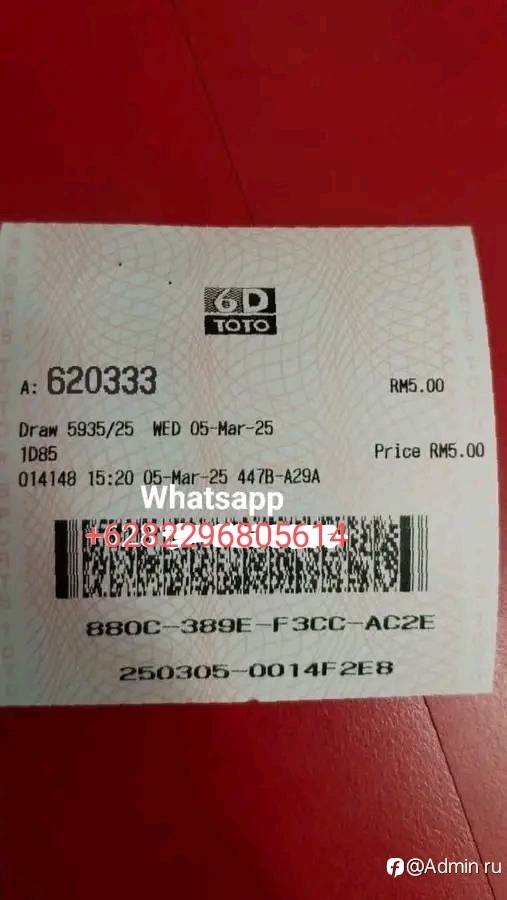 6D
TOTO
A: 620333 RM5.00
Draw 5935/25 WED 05-Mar-25
1D85 Price RM5.00
014148 15:20 05-Mar-25 447B-A29A
Whatsapp
+6282296805614
880C-389E-F3CC-AC2E
250305-0014F2E8
@Admin ru